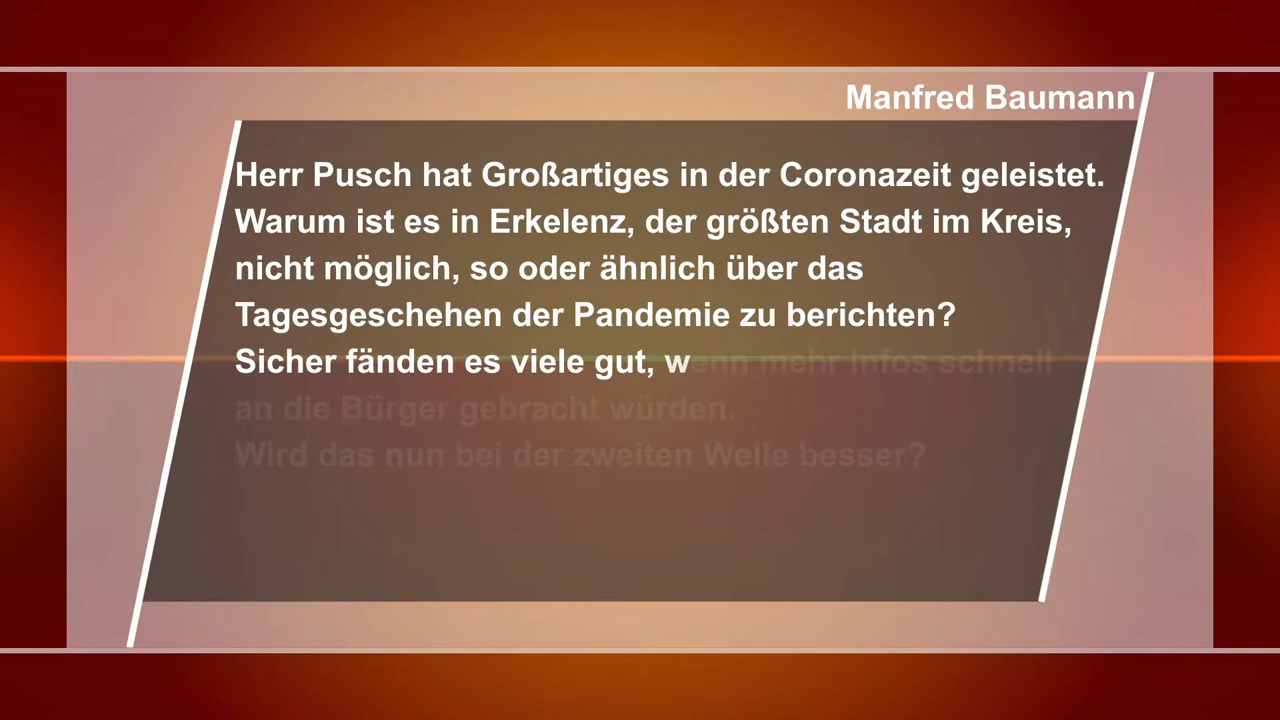 Manfred Baumann
Herr Pusch hat Großartiges in der Coronazeit geleistet.
Warum ist es in Erkelenz, der größten Stadt im Kreis,
nicht möglich, so oder ähnlich über das
Tagesgeschehen der Pandemie zu berichten?
Sicher fänden es viele gut, wenn mehr Infos schnell
an die Bürger gebracht würden.
Wird das nun bei der zweiten Welle besser?